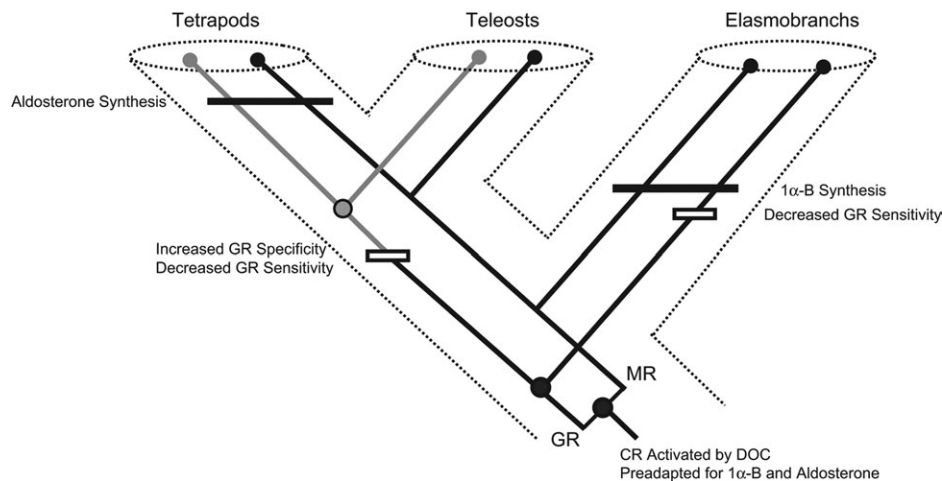 Tetrapods
Teleosts
Elasmobranchs
Aldosterone Synthesis
1α-B Synthesis
Decreased GR Sensitivity
Increased GR Specificity
Decreased GR Sensitivity
MR
GR
CR Activated by DOC
Preadapted for 1α-B and Aldosterone